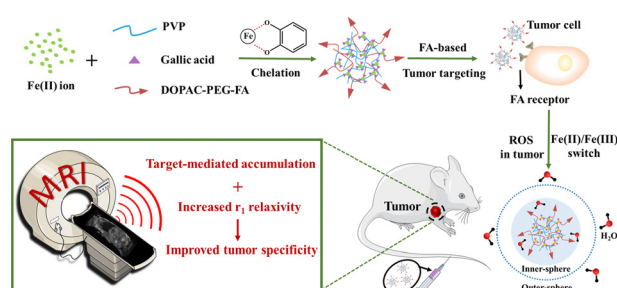 Fe(II) ion
+
PVP
Gallic acid
DOPAC-PEG-FA
Fe
O
O
Chelation
FA-based
Tumor targeting
Tumor cell
FA receptor
ROS
in tumor
Fe(II)/Fe(III)
switch
MRI
Target-mediated accumulation
+
Increased r₁ relaxivity
Improved tumor specificity
Tumor
H₂O
Inner-sphere
Outer-sphere